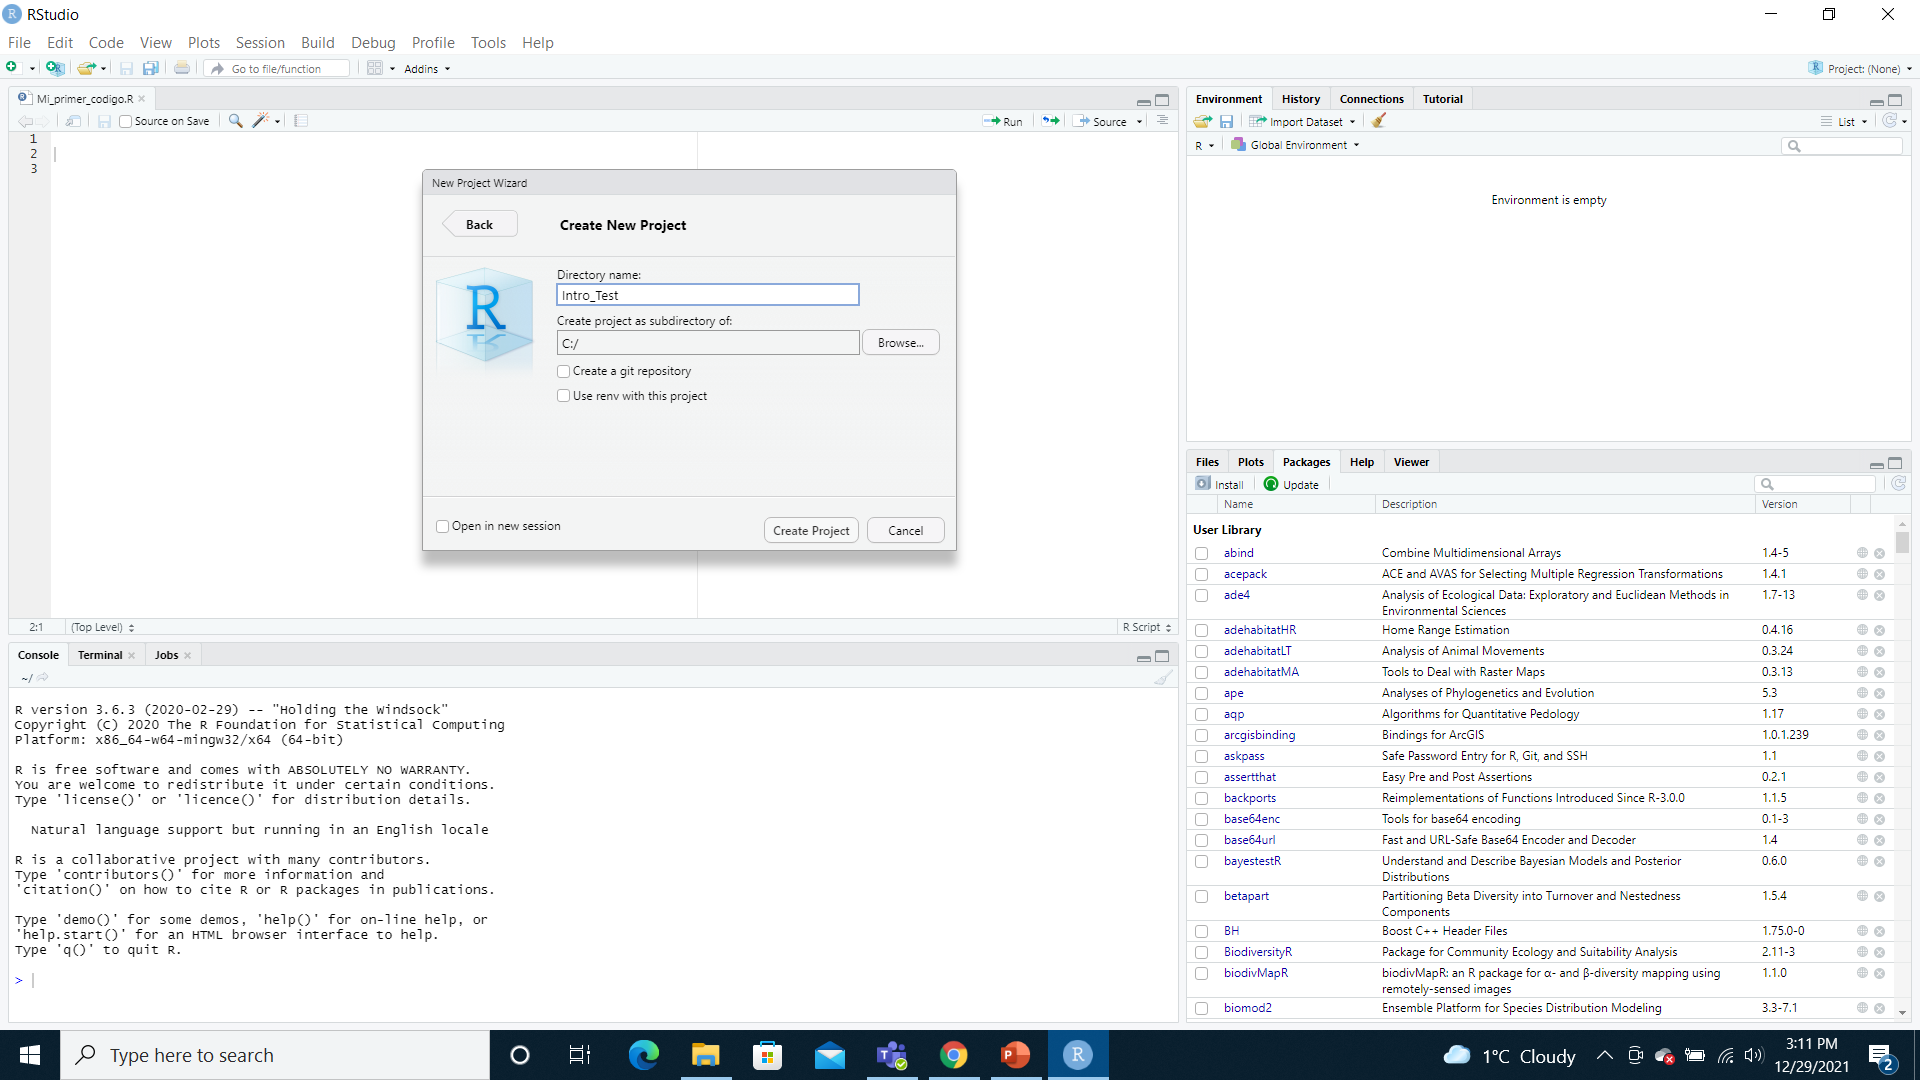 RStudio
File Edit Code View Plots Session Build Debug Profile Tools Help
Go to file/function Addins Project: (None)
Mi_primer_codigo.R
Source on Save Run Source
1
2
3
New Project Wizard
Back Create New Project
Directory name:
Intro_Test
Create project as subdirectory of:
C:/ Browse...
Create a git repository
Use renv with this project
Open in new session Create Project Cancel
2:1 (Top Level) R Script
Console Terminal Jobs
~/
R version 3.6.3 (2020-02-29) -- "Holding the Windsock"
Copyright (C) 2020 The R Foundation for Statistical Computing
Platform: x86_64-w64-mingw32/x64 (64-bit)
R is free software and comes with ABSOLUTELY NO WARRANTY.
You are welcome to redistribute it under certain conditions.
Type 'license()' or 'licence()' for distribution details.
Natural language support but running in an English locale
R is a collaborative project with many contributors.
Type 'contributors()' for more information and
'citation()' on how to cite R or R packages in publications.
Type 'demo()' for some demos, 'help()' for on-line help, or
'help.start()' for an HTML browser interface to help.
Type 'q()' to quit R.
>
Environment History Connections Tutorial
Import Dataset List
R Global Environment
Environment is empty
Files Plots Packages Help Viewer
Install Update
Name Description Version
User Library
abind Combine Multidimensional Arrays 1.4-5
acepack ACE and AVAS for Selecting Multiple Regression Transformations 1.4.1
ade4 Analysis of Ecological Data: Exploratory and Euclidean Methods in 1.7-13
Environmental Sciences
adehabitatHR Home Range Estimation 0.4.16
adehabitatLT Analysis of Animal Movements 0.3.24
adehabitatMA Tools to Deal with Raster Maps 0.3.13
ape Analyses of Phylogenetics and Evolution 5.3
aqp Algorithms for Quantitative Pedology 1.17
arcgisbinding Bindings for ArcGIS 1.0.1.239
askpass Safe Password Entry for R, Git, and SSH 1.1
assertthat Easy Pre and Post Assertions 0.2.1
backports Reimplementations of Functions Introduced Since R-3.0.0 1.1.5
base64enc Tools for base64 encoding 0.1-3
base64url Fast and URL-Safe Base64 Encoder and Decoder 1.4
bayestestR Understand and Describe Bayesian Models and Posterior 0.6.0
Distributions
betapart Partitioning Beta Diversity into Turnover and Nestedness 1.5.4
Components
BH Boost C++ Header Files 1.75.0-0
BiodiversityR Package for Community Ecology and Suitability Analysis 2.11-3
biodivMapR biodivMapR: an R package for α- and β-diversity mapping using 1.1.0
remotely-sensed images
biomod2 Ensemble Platform for Species Distribution Modeling 3.3-7.1
Type here to search 1°C Cloudy 3:11 PM
12/29/2021 2